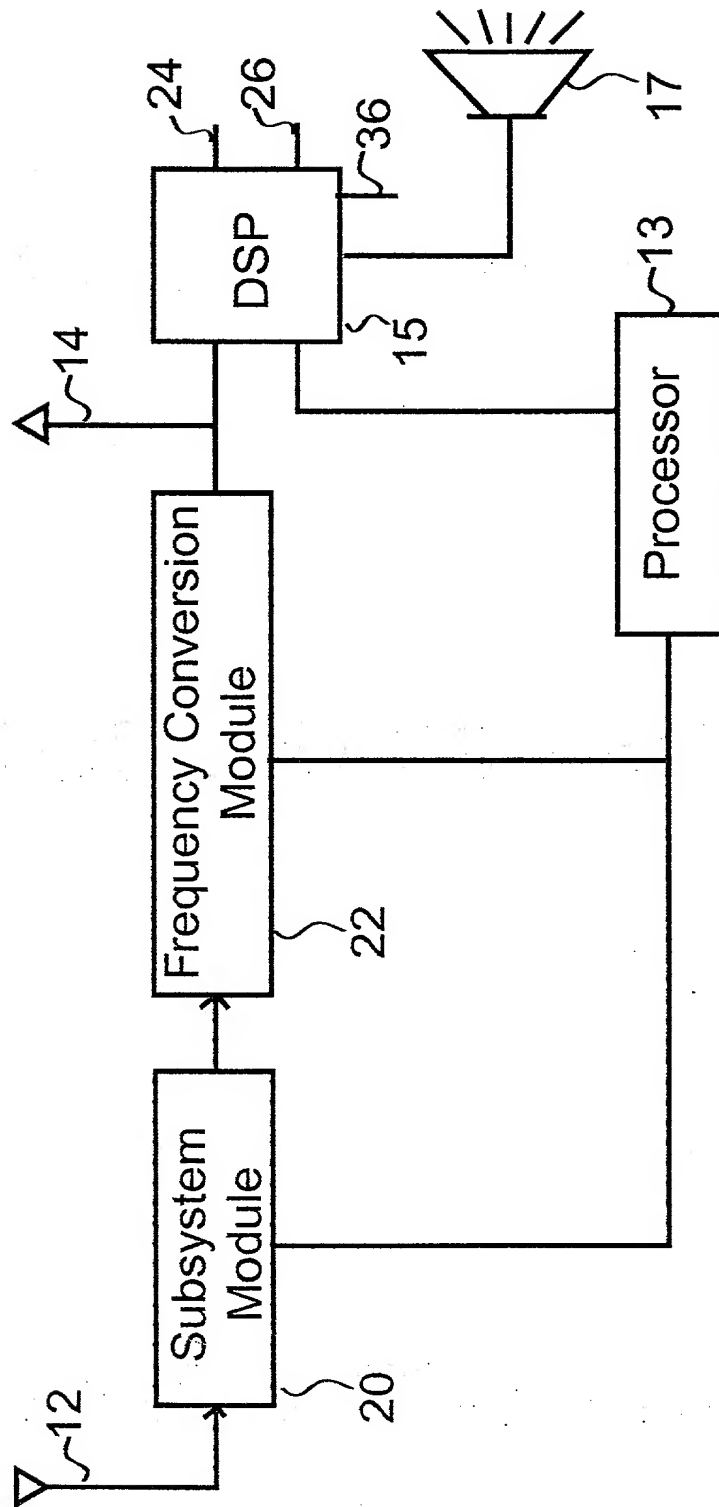 12
Subsystem
Module
20
Frequency Conversion
Module
22
14
DSP
15
24
26
36
17
Processor
13